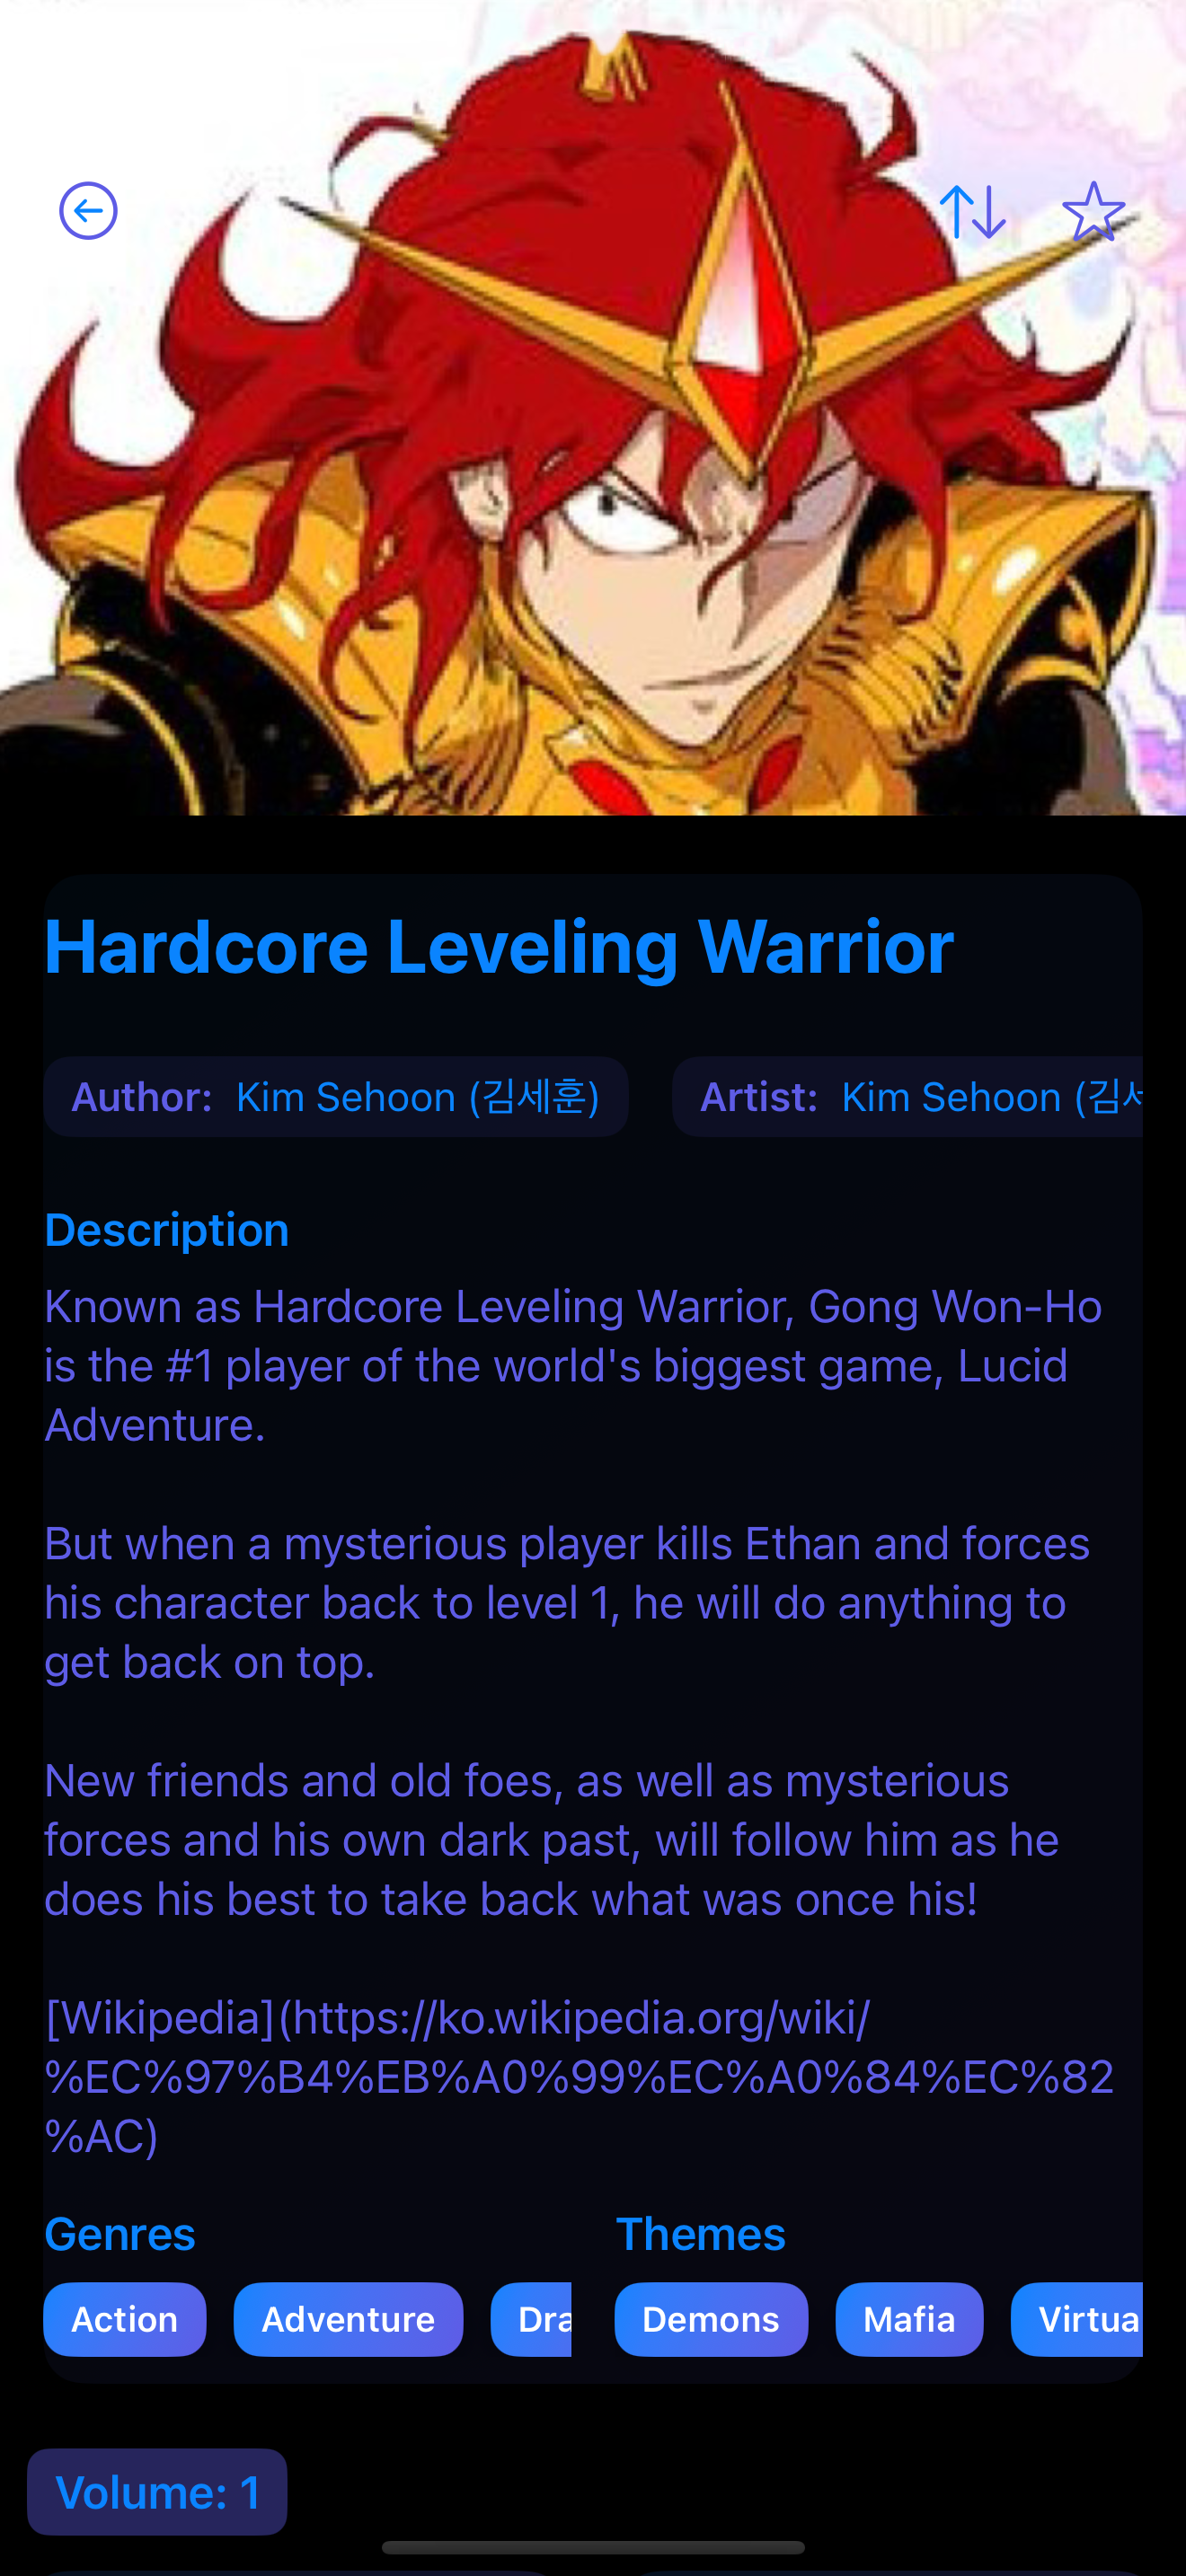 Hardcore Leveling Warrior
Author: Kim Sehoon (김세훈)
Artist: Kim Sehoon (김세
Description
Known as Hardcore Leveling Warrior, Gong Won-Ho
is the #1 player of the world's biggest game, Lucid
Adventure.
But when a mysterious player kills Ethan and forces
his character back to level 1, he will do anything to
get back on top.
New friends and old foes, as well as mysterious
forces and his own dark past, will follow him as he
does his best to take back what was once his!
[Wikipedia](https://ko.wikipedia.org/wiki/
%EC%97%B4%EB%A0%99%EC%A0%84%EC%82
%AC)
Genres
Action Adventure Dra
Themes
Demons Mafia Virtua
Volume: 1